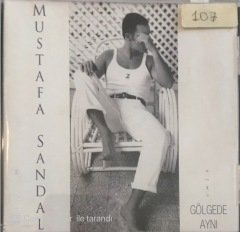 107
MUSTAFA SANDAL
GÖLGEDE
AYNI
ile tarandı